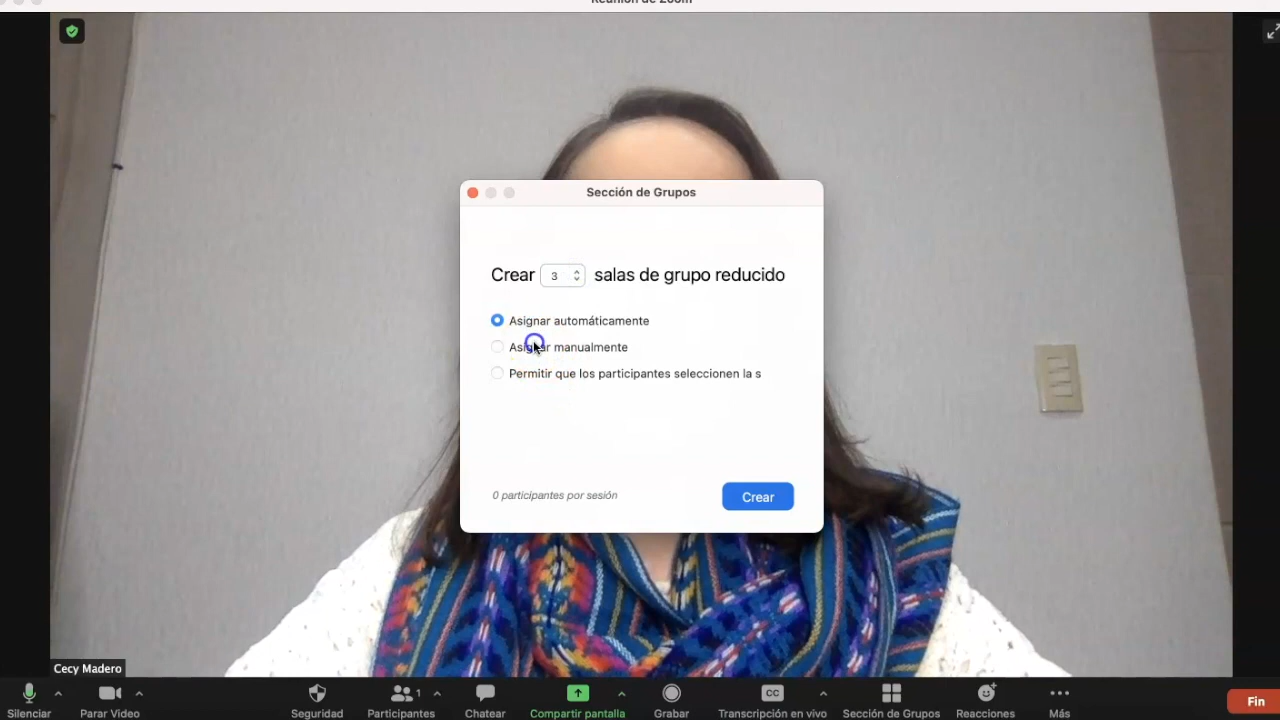 Reunión de Zoom
Sección de Grupos
Crear 3 salas de grupo reducido
Asignar automáticamente
Asignar manualmente
Permitir que los participantes seleccionen la s
0 participantes por sesión
Crear
Cecy Madero
CC
1
Silenciar
Parar Video
Seguridad
Participantes
Chatear
Compartir pantalla
Grabar
Transcripción en vivo
Sección de Grupos
Reacciones
Más
Fin